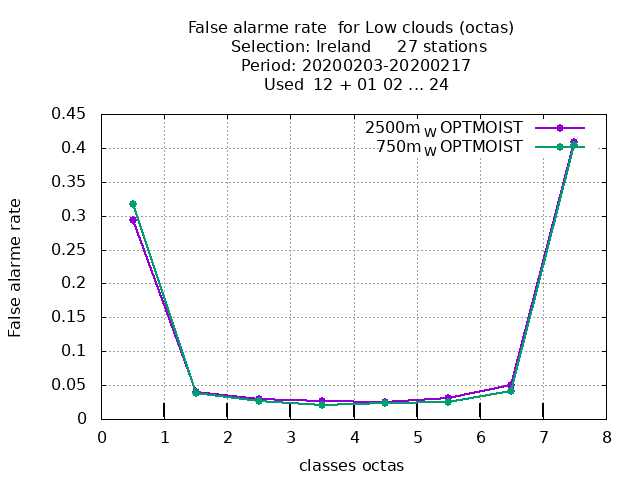 False alarme rate  for Low clouds (octas)
Selection: Ireland     27 stations
Period: 20200203-20200217
Used  12 + 01 02 ... 24
2500m_W OPTMOIST
750m_W OPTMOIST
False alarme rate
0.45
0.4
0.35
0.3
0.25
0.2
0.15
0.1
0.05
0
0 1 2 3 4 5 6 7 8
classes octas